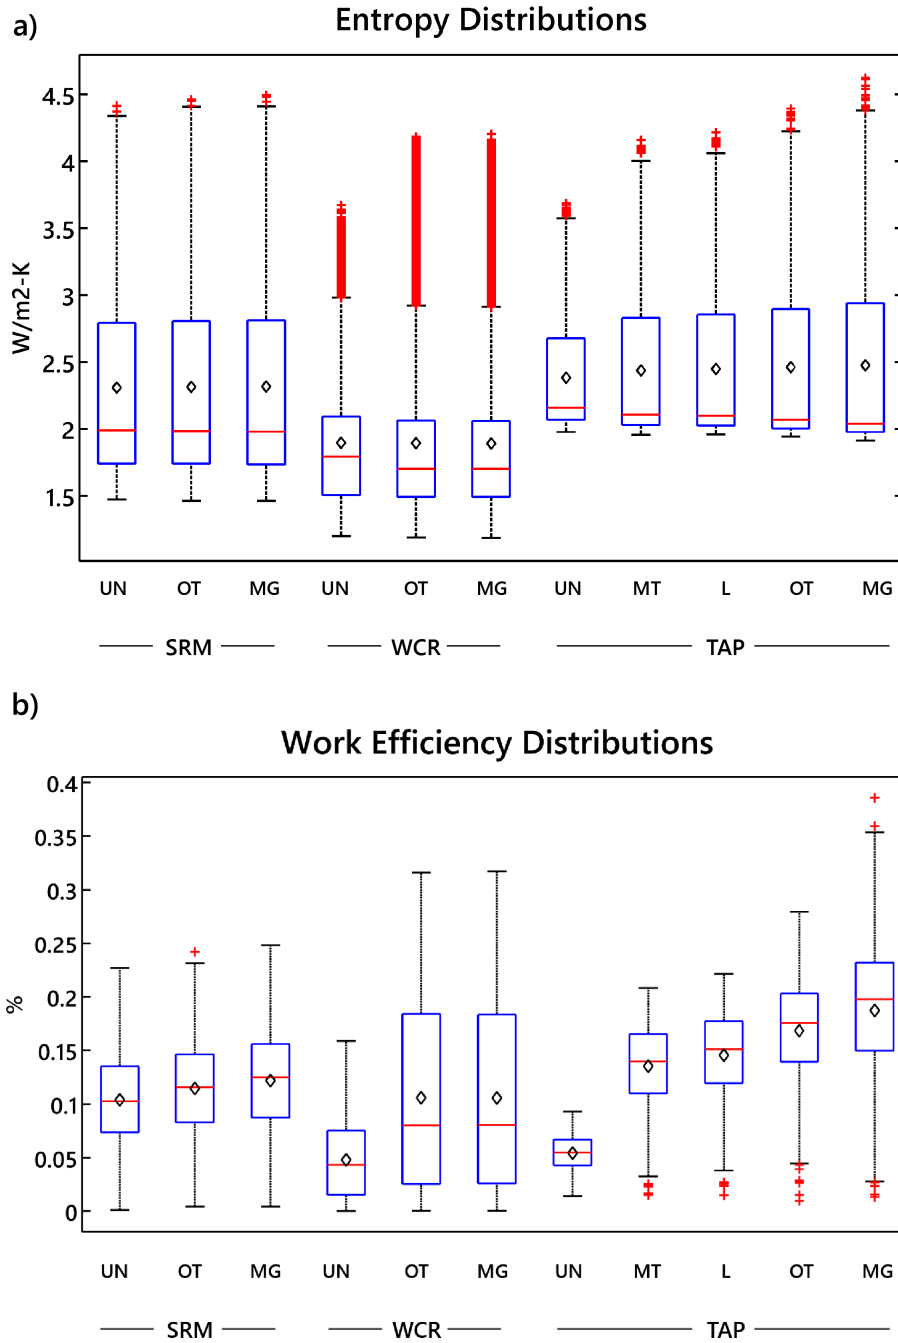 a)
Entropy Distributions
4.5
4
3.5
3
2.5
2
1.5
W/m2-K
UN OT MG UN OT MG UN MT L OT MG
SRM WCR TAP
b)
Work Efficiency Distributions
0.4
0.35
0.3
0.25
0.2
0.15
0.1
0.05
0
%
UN OT MG UN OT MG UN MT L OT MG
SRM WCR TAP